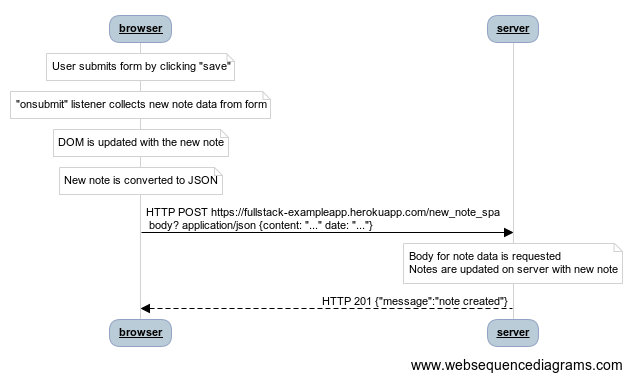 browser
server
User submits form by clicking "save"
"onsubmit" listener collects new note data from form
DOM is updated with the new note
New note is converted to JSON
HTTP POST https://fullstack-exampleapp.herokuapp.com/new_note_spa
body? application/json {content: "..." date: "..."}
Body for note data is requested
Notes are updated on server with new note
HTTP 201 {"message":"note created"}
browser
server
www.websequencediagrams.com